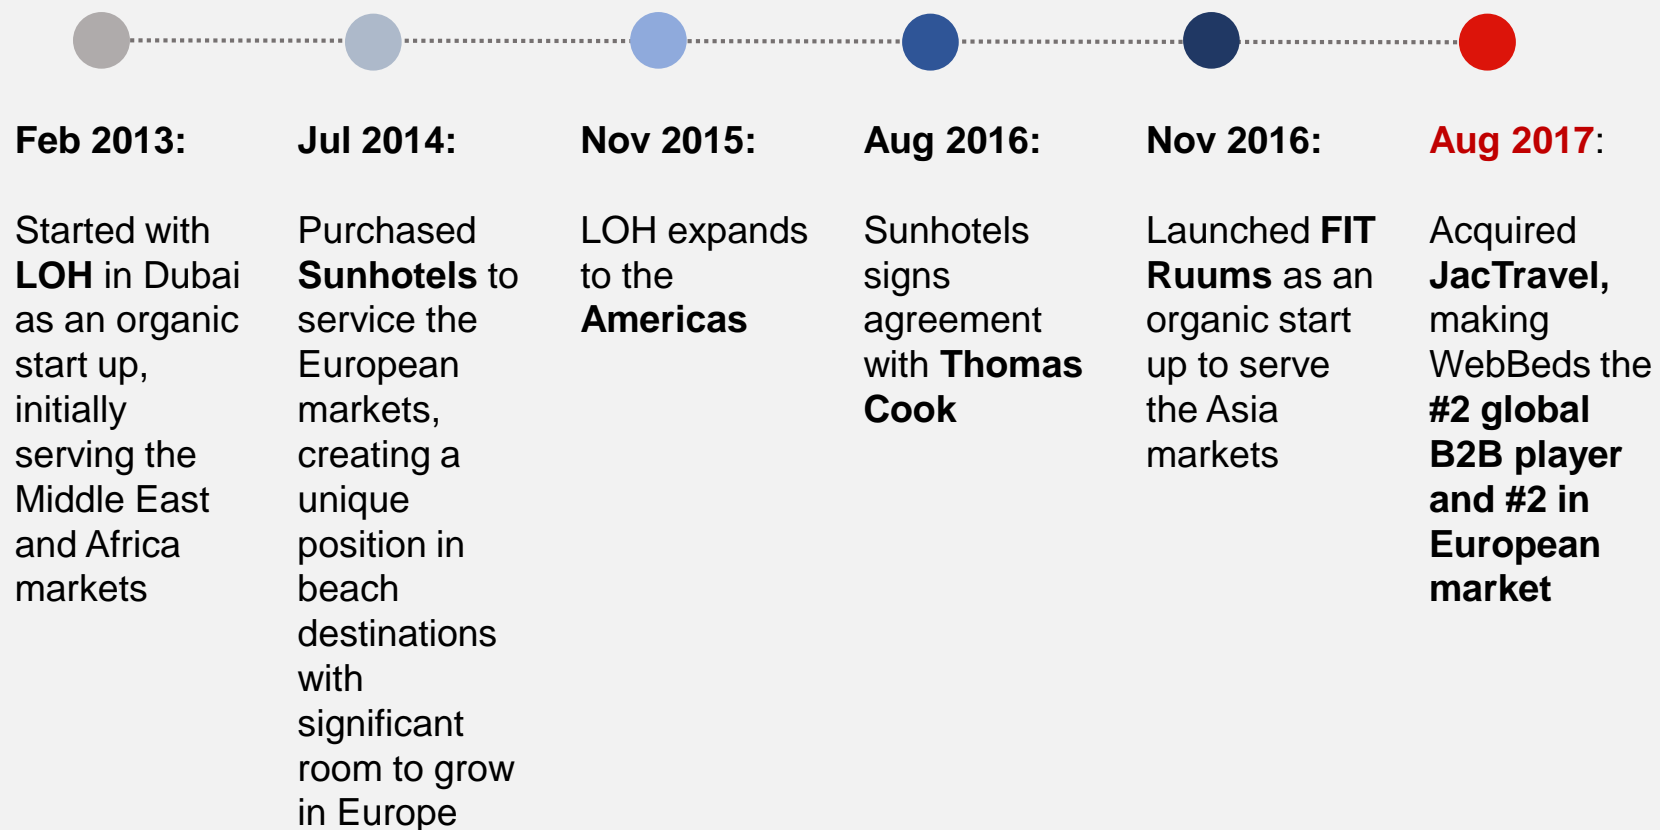 Feb 2013:
Started with
LOH in Dubai
as an organic
start up,
initially
serving the
Middle East
and Africa
markets
Jul 2014:
Purchased
Sunhotels to
service the
European
markets,
creating a
unique
position in
beach
destinations
with
significant
room to grow
in Europe
Nov 2015:
LOH expands
to the
Americas
Aug 2016:
Sunhotels
signs
agreement
with Thomas
Cook
Nov 2016:
Launched FIT
Ruums as an
organic start
up to serve
the Asia
markets
Aug 2017:
Acquired
JacTravel,
making
WebBeds the
#2 global
B2B player
and #2 in
European
market